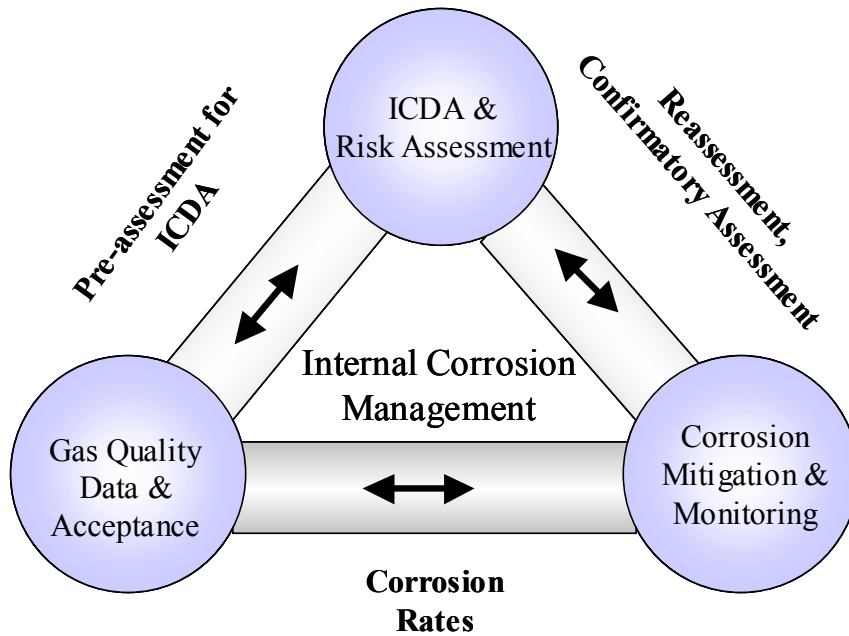 ICDA &
Risk Assessment
Pre-assessment for
ICDA
Reassessment,
Confirmatory Assessment
Internal Corrosion
Management
Gas Quality
Data &
Acceptance
Corrosion
Mitigation &
Monitoring
Corrosion
Rates